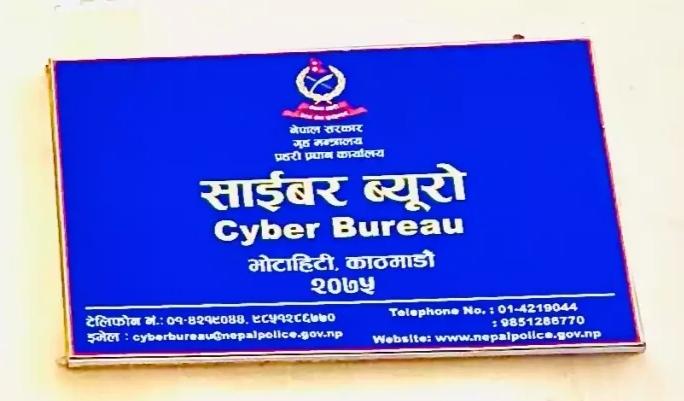 नेपाल सरकार
गृह मन्त्रालय
प्रहरी प्रधान कार्यालय
साईबर ब्यूरो
Cyber Bureau
भोटाहिटी, काठमाडौं
२०७५
टेलिफोन नं.: ०१-४२१९०४४, ९८५१२८६७७०
Telephone No. : 01-4219044
: 9851286770
इमेल : cyberbureau@nepalpolice.gov.np
Website: www.nepalpolice.gov.np